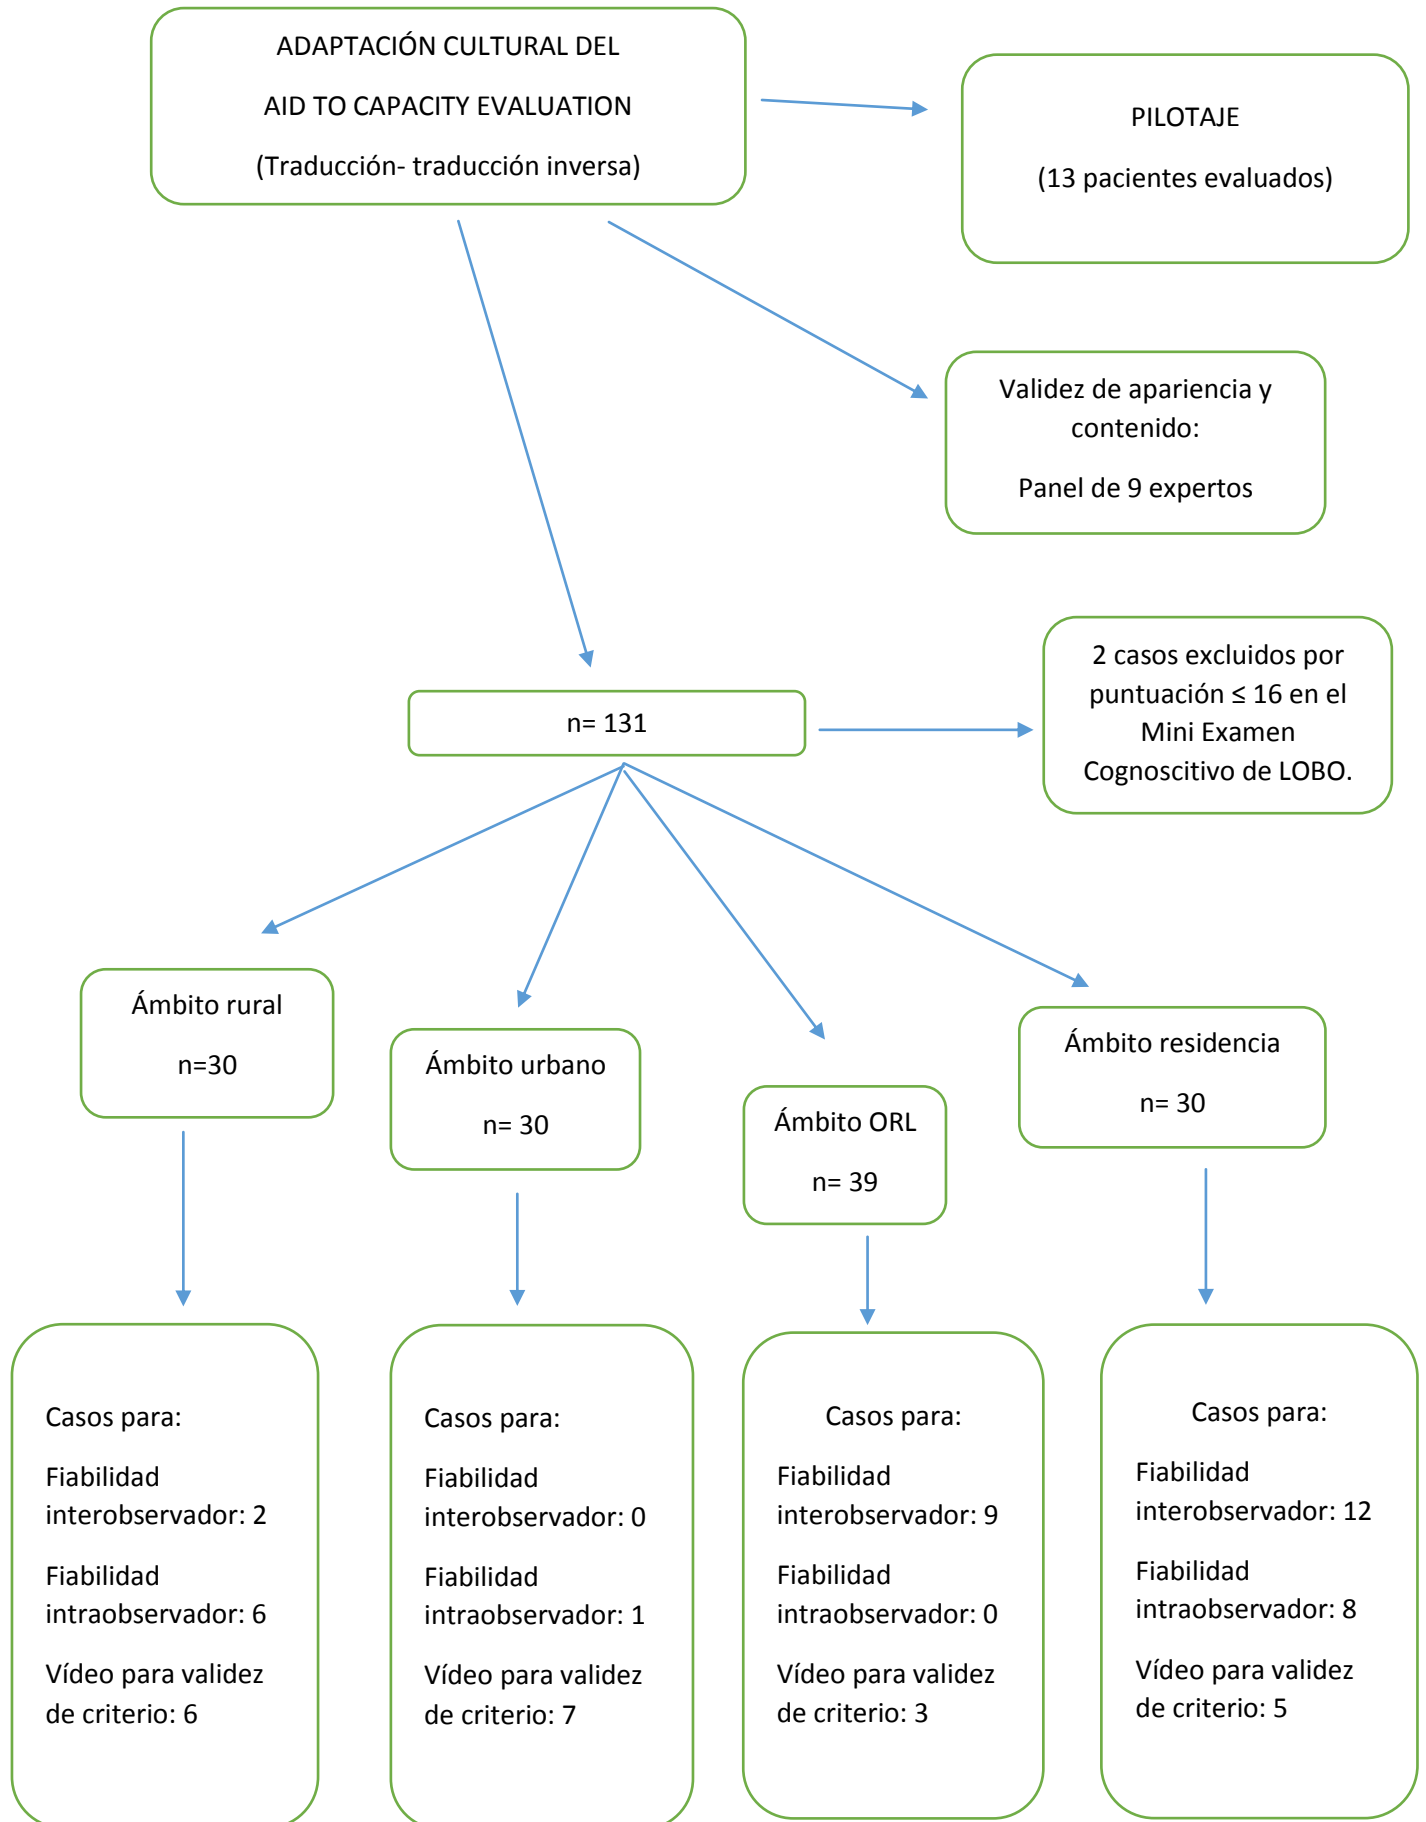 ADAPTACIÓN CULTURAL DEL
AID TO CAPACITY EVALUATION
(Traducción- traducción inversa)
PILOTAJE
(13 pacientes evaluados)
Validez de apariencia y
contenido:
Panel de 9 expertos
n= 131
2 casos excluidos por
puntuación ≤ 16 en el
Mini Examen
Cognoscitivo de LOBO.
Ámbito rural
n=30
Ámbito urbano
n= 30
Ámbito ORL
n= 39
Ámbito residencia
n= 30
Casos para:
Fiabilidad
interobservador: 2
Fiabilidad
intraobservador: 6
Vídeo para validez
de criterio: 6
Casos para:
Fiabilidad
interobservador: 0
Fiabilidad
intraobservador: 1
Vídeo para validez
de criterio: 7
Casos para:
Fiabilidad
interobservador: 9
Fiabilidad
intraobservador: 0
Vídeo para validez
de criterio: 3
Casos para:
Fiabilidad
interobservador: 12
Fiabilidad
intraobservador: 8
Vídeo para validez
de criterio: 5